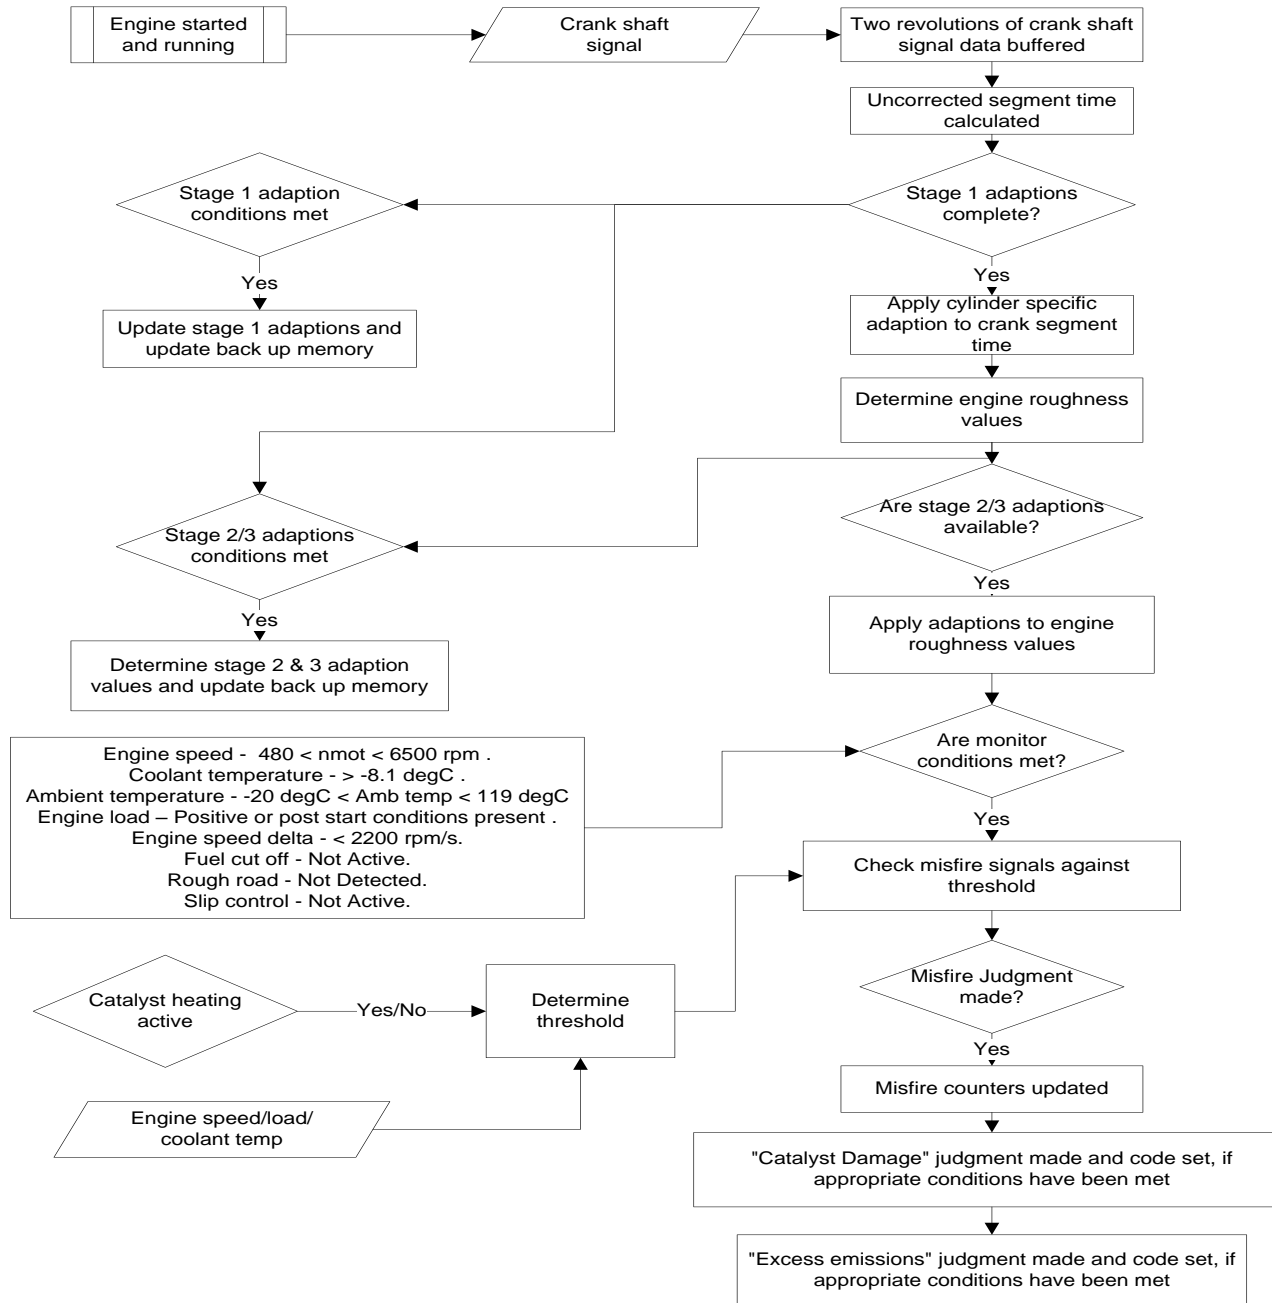 Engine started
and running
Crank shaft
signal
Two revolutions of crank shaft
signal data buffered
Uncorrected segment time
calculated
Stage 1 adaption
conditions met
Stage 1 adaptions
complete?
Yes
Yes
Update stage 1 adaptions and
update back up memory
Apply cylinder specific
adaption to crank segment
time
Determine engine roughness
values
Stage 2/3 adaptions
conditions met
Are stage 2/3 adaptions
available?
Yes
Yes
Determine stage 2 & 3 adaption
values and update back up memory
Apply adaptions to engine
roughness values
Engine speed - 480 < nmot < 6500 rpm .
Coolant temperature - > -8.1 degC .
Ambient temperature - -20 degC < Amb temp < 119 degC
Engine load – Positive or post start conditions present .
Engine speed delta - < 2200 rpm/s.
Fuel cut off - Not Active.
Rough road - Not Detected.
Slip control - Not Active.
Are monitor
conditions met?
Yes
Check misfire signals against
threshold
Catalyst heating
active
Yes/No
Determine
threshold
Misfire Judgment
made?
Yes
Engine speed/load/
coolant temp
Misfire counters updated
"Catalyst Damage" judgment made and code set, if
appropriate conditions have been met
"Excess emissions" judgment made and code set, if
appropriate conditions have been met